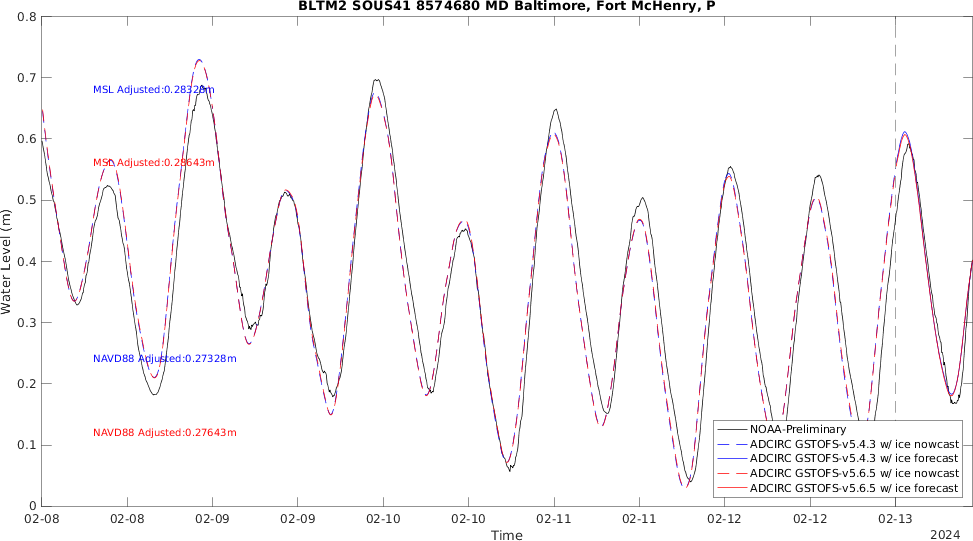 BLTM2 SOUS41 8574680 MD Baltimore, Fort McHenry, P
0.8
0.7
0.6
0.5
0.4
0.3
0.2
0.1
0
Water Level (m)
MSL Adjusted:0.28328m
MSL Adjusted:0.28643m
NAVD88 Adjusted:0.27328m
NAVD88 Adjusted:0.27643m
NOAA-Preliminary
ADCIRC GSTOFS-v5.4.3 w/ ice nowcast
ADCIRC GSTOFS-v5.4.3 w/ ice forecast
ADCIRC GSTOFS-v5.6.5 w/ ice nowcast
ADCIRC GSTOFS-v5.6.5 w/ ice forecast
02-08 02-08 02-09 02-09 02-10 02-10 02-11 02-11 02-12 02-12 02-13
Time
2024